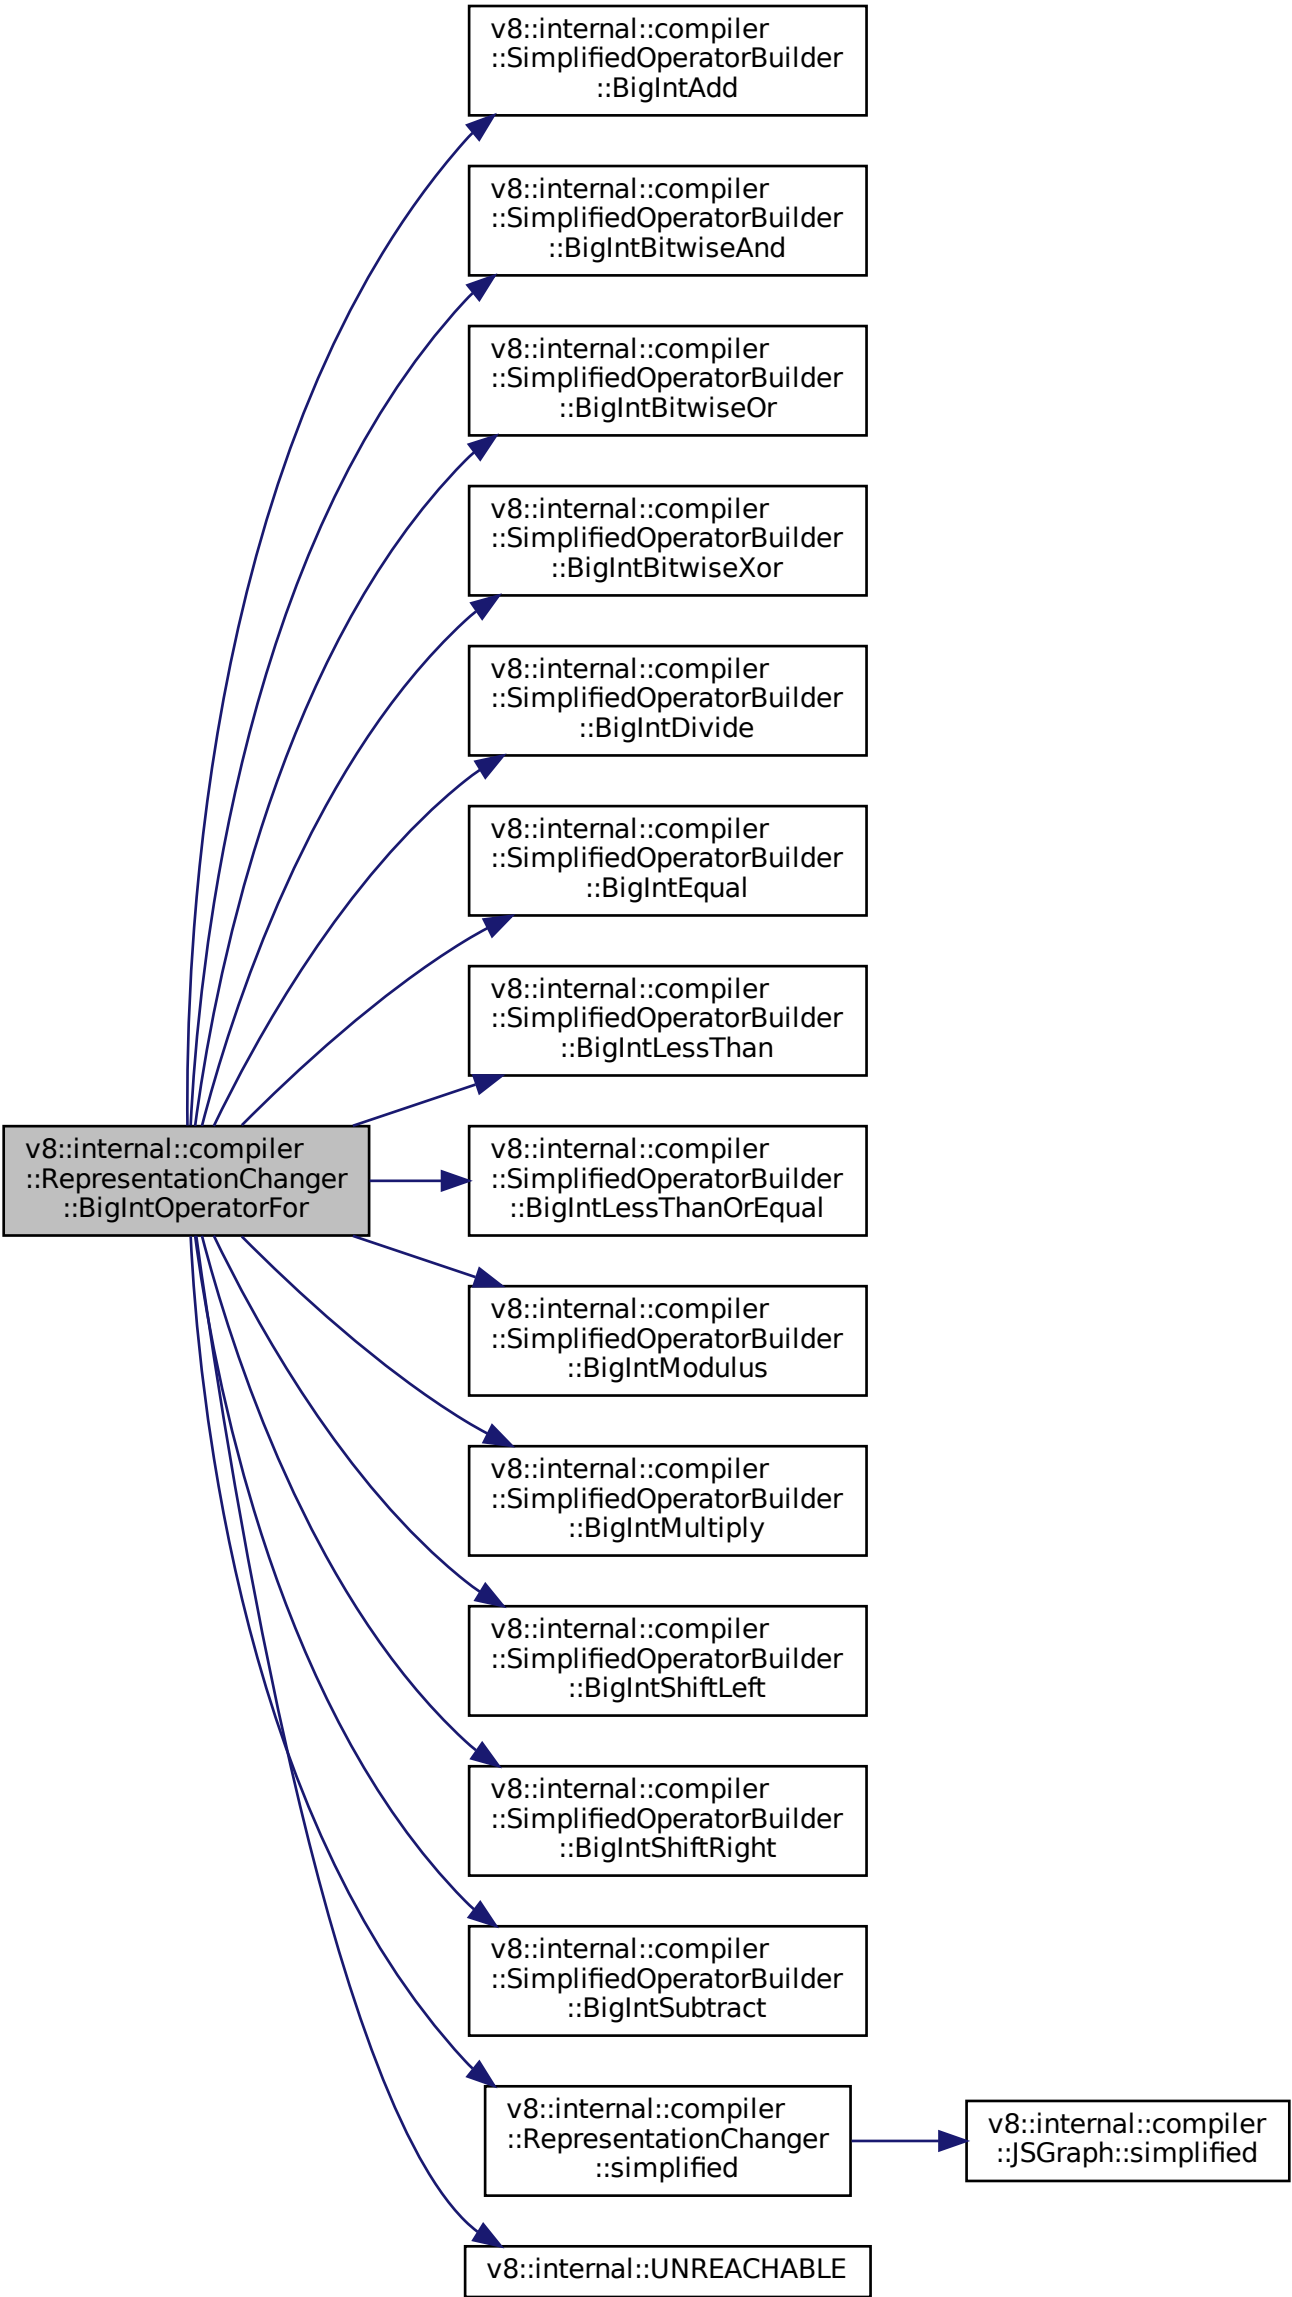 v8::internal::compiler
::SimplifiedOperatorBuilder
::BigIntAdd
v8::internal::compiler
::SimplifiedOperatorBuilder
::BigIntBitwiseAnd
v8::internal::compiler
::SimplifiedOperatorBuilder
::BigIntBitwiseOr
v8::internal::compiler
::SimplifiedOperatorBuilder
::BigIntBitwiseXor
v8::internal::compiler
::SimplifiedOperatorBuilder
::BigIntDivide
v8::internal::compiler
::SimplifiedOperatorBuilder
::BigIntEqual
v8::internal::compiler
::SimplifiedOperatorBuilder
::BigIntLessThan
v8::internal::compiler
::RepresentationChanger
::BigIntOperatorFor
v8::internal::compiler
::SimplifiedOperatorBuilder
::BigIntLessThanOrEqual
v8::internal::compiler
::SimplifiedOperatorBuilder
::BigIntModulus
v8::internal::compiler
::SimplifiedOperatorBuilder
::BigIntMultiply
v8::internal::compiler
::SimplifiedOperatorBuilder
::BigIntShiftLeft
v8::internal::compiler
::SimplifiedOperatorBuilder
::BigIntShiftRight
v8::internal::compiler
::SimplifiedOperatorBuilder
::BigIntSubtract
v8::internal::compiler
::RepresentationChanger
::simplified
v8::internal::compiler
::JSGraph::simplified
v8::internal::UNREACHABLE